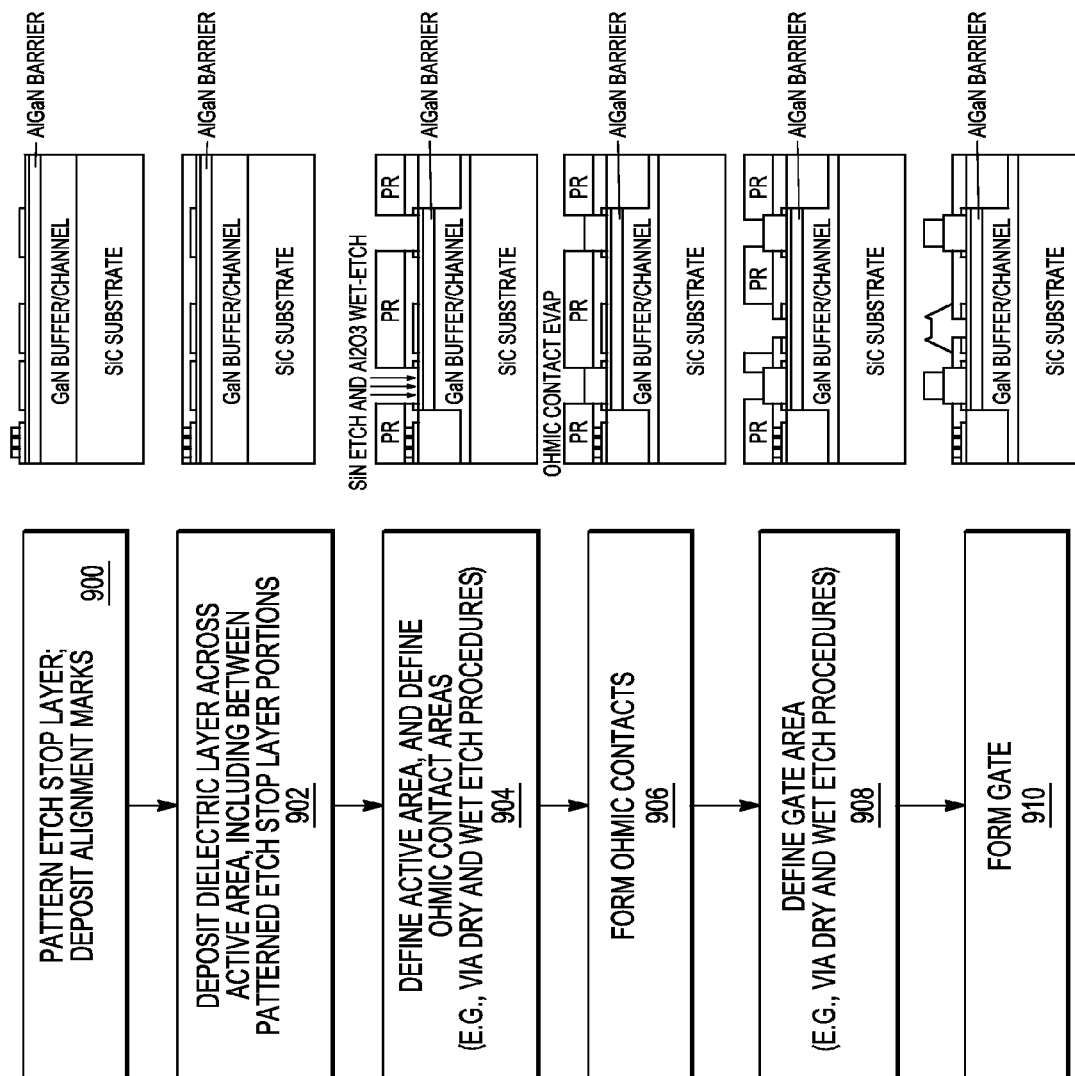 PATTERN ETCH STOP LAYER;
DEPOSIT ALIGNMENT MARKS
900
DEPOSIT DIELECTRIC LAYER ACROSS
ACTIVE AREA, INCLUDING BETWEEN
PATTERNED ETCH STOP LAYER PORTIONS
902
DEFINE ACTIVE AREA, AND DEFINE
OHMIC CONTACT AREAS
(E.G., VIA DRY AND WET ETCH PROCEDURES)
904
FORM OHMIC CONTACTS
906
DEFINE GATE AREA
(E.G., VIA DRY AND WET ETCH PROCEDURES)
908
FORM GATE
910
AlGaN BARRIER
GaN BUFFER/CHANNEL
SiC SUBSTRATE
AlGaN BARRIER
GaN BUFFER/CHANNEL
SiC SUBSTRATE
SiN ETCH AND Al2O3 WET-ETCH
PR
PR
PR
AlGaN BARRIER
GaN BUFFER/CHANNEL
SiC SUBSTRATE
OHMIC CONTACT EVAP
PR
PR
PR
AlGaN BARRIER
GaN BUFFER/CHANNEL
SiC SUBSTRATE
PR
PR
PR
AlGaN BARRIER
GaN BUFFER/CHANNEL
SiC SUBSTRATE
AlGaN BARRIER
GaN BUFFER/CHANNEL
SiC SUBSTRATE